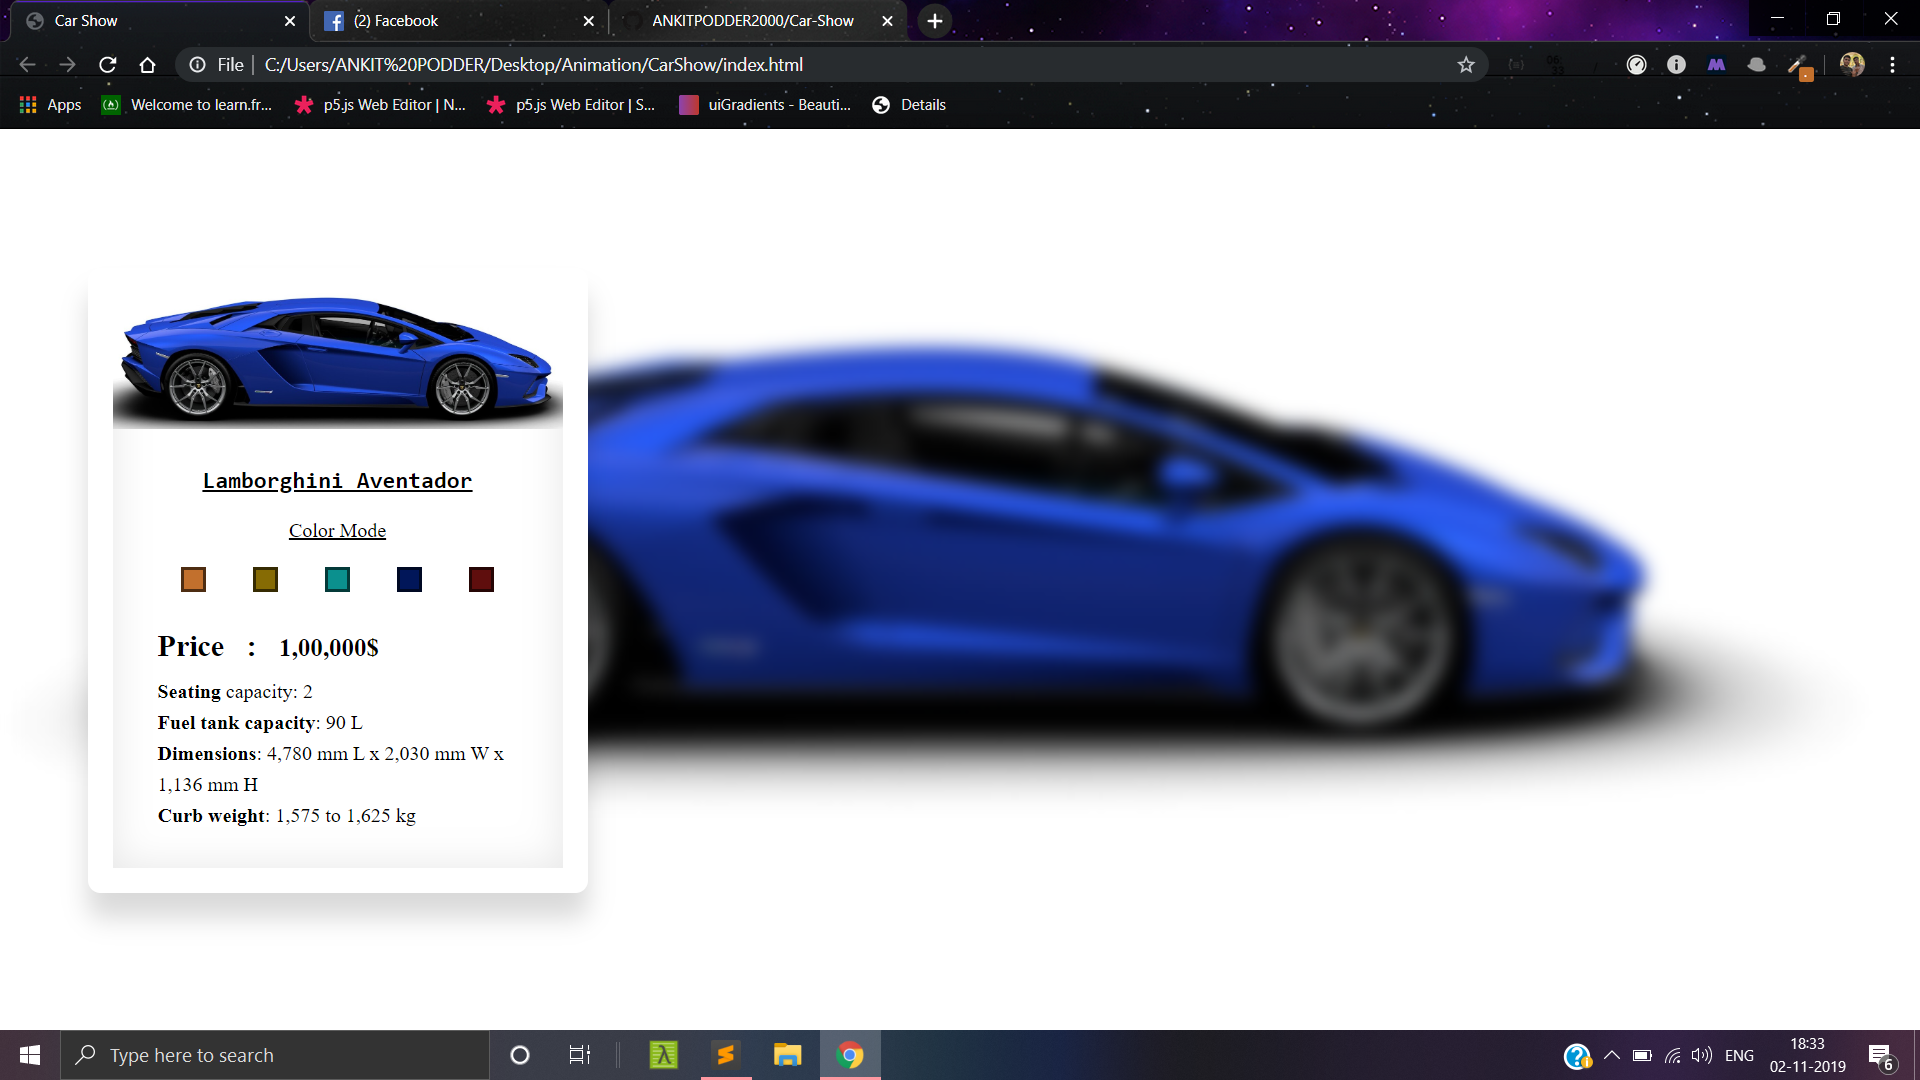 Car Show
(2) Facebook
ANKITPODDER2000/Car-Show
File
C:/Users/ANKIT%20PODDER/Desktop/Animation/CarShow/index.html
Apps
Welcome to learn.fr...
p5.js Web Editor | N...
p5.js Web Editor | S...
uiGradients - Beauti...
Details
Lamborghini Aventador
Color Mode
Price : 1,00,000$
Seating capacity: 2
Fuel tank capacity: 90 L
Dimensions: 4,780 mm L x 2,030 mm W x
1,136 mm H
Curb weight: 1,575 to 1,625 kg
Type here to search
ENG
18:33
02-11-2019
6